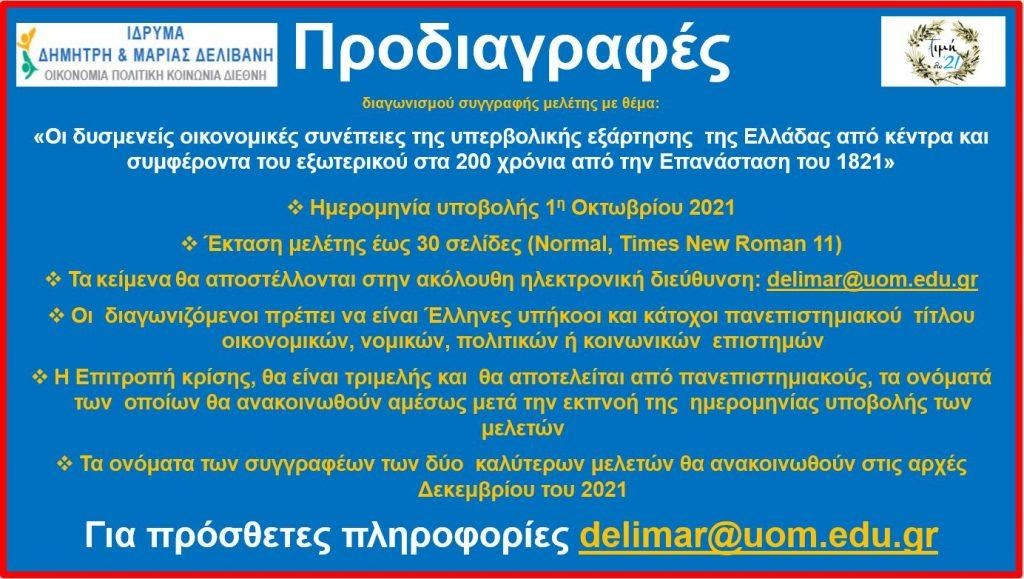 ΙΔΡΥΜΑ
ΔΗΜΗΤΡΗ & ΜΑΡΙΑΣ ΔΕΛΙΒΑΝΗ
ΟΙΚΟΝΟΜΙΑ ΠΟΛΙΤΙΚΗ ΚΟΙΝΩΝΙΑ ΔΙΕΘΝΗ
Προδιαγραφές
Τιμή
στο '21
διαγωνισμού συγγραφής μελέτης με θέμα:
«Οι δυσμενείς οικονομικές συνέπειες της υπερβολικής εξάρτησης της Ελλάδας από κέντρα και
συμφέροντα του εξωτερικού στα 200 χρόνια από την Επανάσταση του 1821»
❖ Ημερομηνία υποβολής 1η Οκτωβρίου 2021
❖ Έκταση μελέτης έως 30 σελίδες (Normal, Times New Roman 11)
❖ Τα κείμενα θα αποστέλλονται στην ακόλουθη ηλεκτρονική διεύθυνση: delimar@uom.edu.gr
❖ Οι διαγωνιζόμενοι πρέπει να είναι Έλληνες υπήκοοι και κάτοχοι πανεπιστημιακού τίτλου
οικονομικών, νομικών, πολιτικών ή κοινωνικών επιστημών
❖ Η Επιτροπή κρίσης, θα είναι τριμελής και θα αποτελείται από πανεπιστημιακούς, τα ονόματά
των οποίων θα ανακοινωθούν αμέσως μετά την εκπνοή της ημερομηνίας υποβολής των
μελετών
❖ Τα ονόματα των συγγραφέων των δύο καλύτερων μελετών θα ανακοινωθούν στις αρχές
Δεκεμβρίου του 2021
Για πρόσθετες πληροφορίες delimar@uom.edu.gr